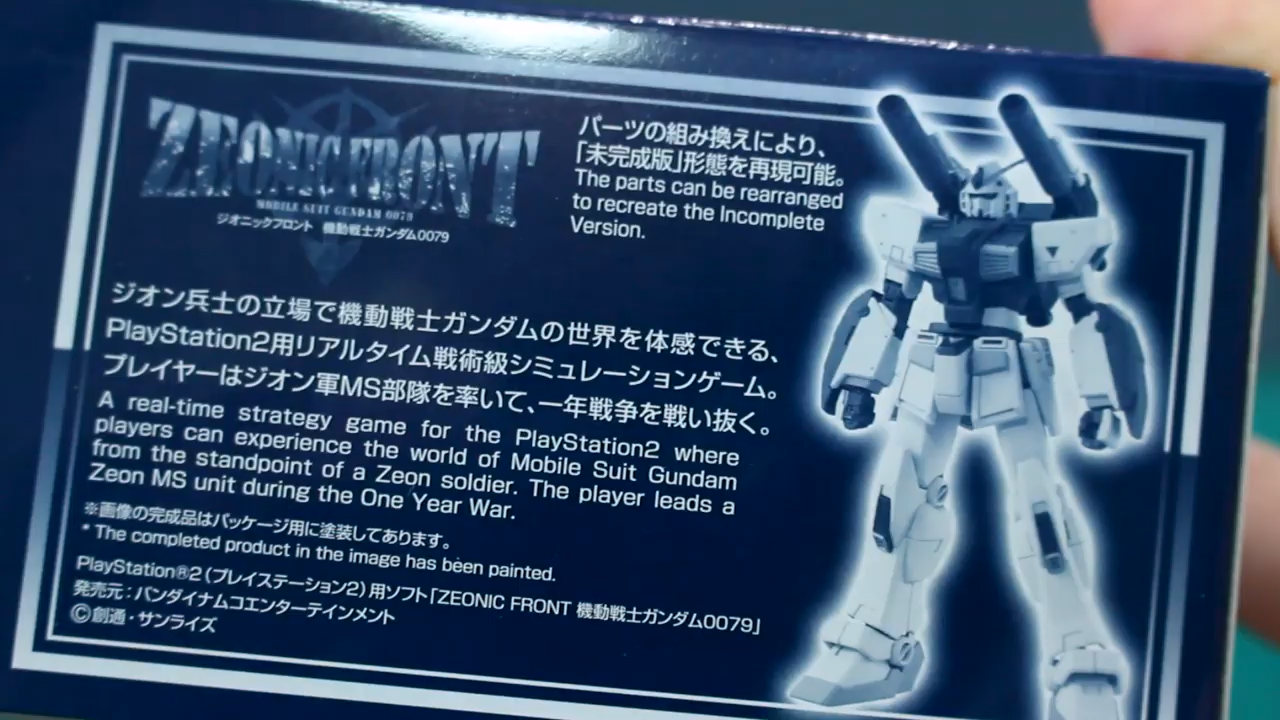 ZEONIC FRONT
MOBILE SUIT GUNDAM 0079
ジオニックフロント 機動戦士ガンダム0079
パーツの組み換えにより、
「未完成版」形態を再現可能。
The parts can be rearranged
to recreate the Incomplete
Version.
ジオン兵士の立場で機動戦士ガンダムの世界を体感できる、
PlayStation2用リアルタイム戦術級シミュレーションゲーム。
プレイヤーはジオン軍MS部隊を率いて、一年戦争を戦い抜く。
A real-time strategy game for the PlayStation2 where
players can experience the world of Mobile Suit Gundam
from the standpoint of a Zeon soldier. The player leads a
Zeon MS unit during the One Year War.
※画像の完成品はパッケージ用に塗装してあります。
* The completed product in the image has been painted.
PlayStation®2（プレイステーション2）用ソフト「ZEONIC FRONT 機動戦士ガンダム0079」
発売元：バンダイナムコエンターテインメント
©創通・サンライズ